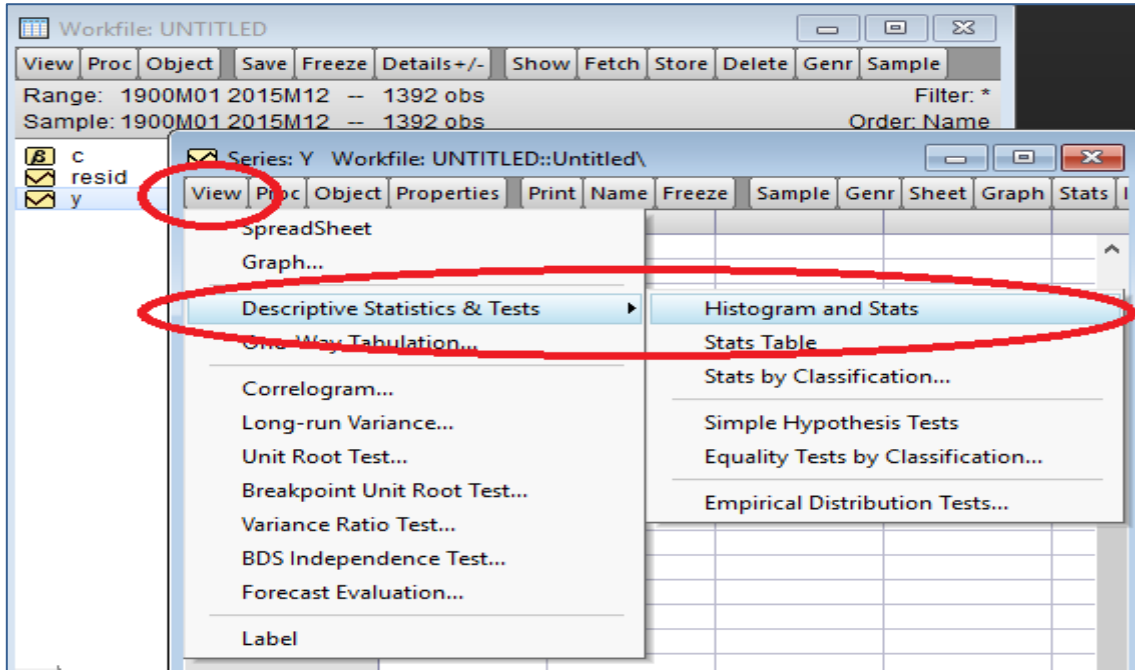 Workfile: UNTITLED
View Proc Object Save Freeze Details+/- Show Fetch Store Delete Genr Sample
Range: 1900M01 2015M12 -- 1392 obs Filter: *
Sample: 1900M01 2015M12 -- 1392 obs Order: Name
c
resid
y
Series: Y Workfile: UNTITLED::Untitled\
View Proc Object Properties Print Name Freeze Sample Genr Sheet Graph Stats
SpreadSheet
Graph...
Descriptive Statistics & Tests
One-Way Tabulation...
Correlogram...
Long-run Variance...
Unit Root Test...
Breakpoint Unit Root Test...
Variance Ratio Test...
BDS Independence Test...
Forecast Evaluation...
Label
Histogram and Stats
Stats Table
Stats by Classification...
Simple Hypothesis Tests
Equality Tests by Classification...
Empirical Distribution Tests...